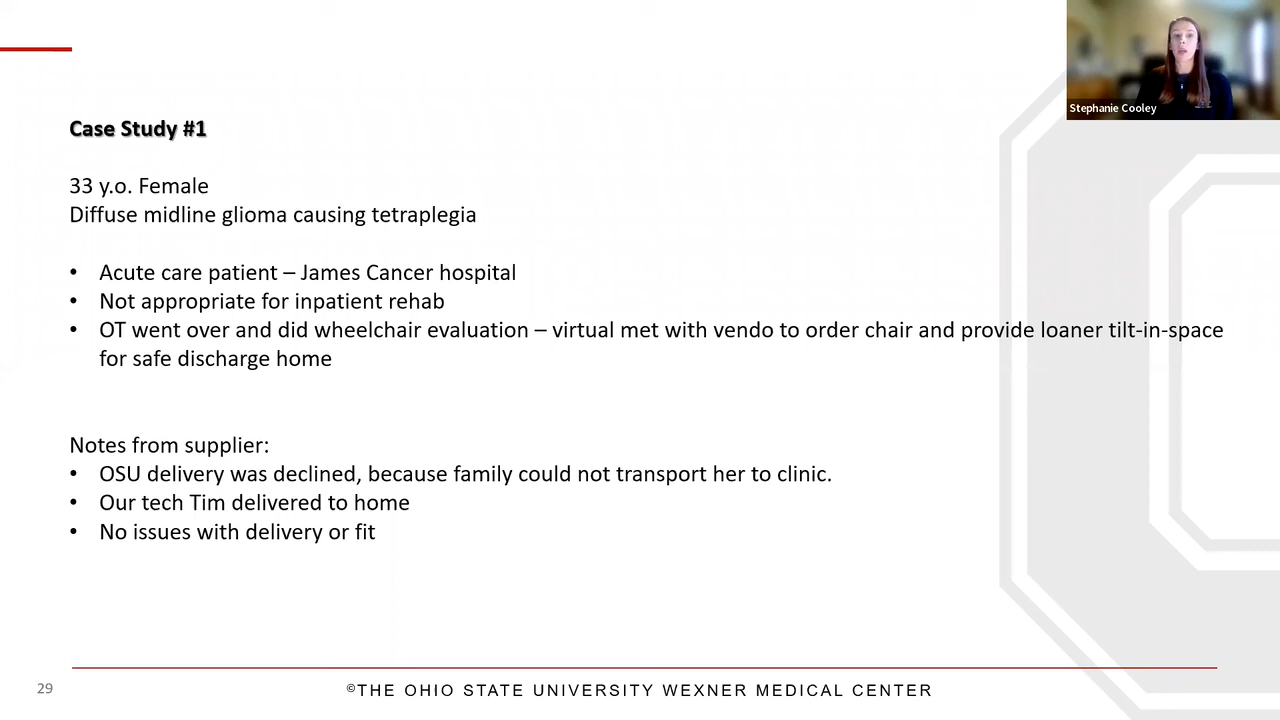 Stephanie Cooley
Case Study #1
33 y.o. Female
Diffuse midline glioma causing tetraplegia
• Acute care patient – James Cancer hospital
• Not appropriate for inpatient rehab
• OT went over and did wheelchair evaluation – virtual met with vendo to order chair and provide loaner tilt-in-space
for safe discharge home
Notes from supplier:
• OSU delivery was declined, because family could not transport her to clinic.
• Our tech Tim delivered to home
• No issues with delivery or fit
29
©THE OHIO STATE UNIVERSITY WEXNER MEDICAL CENTER